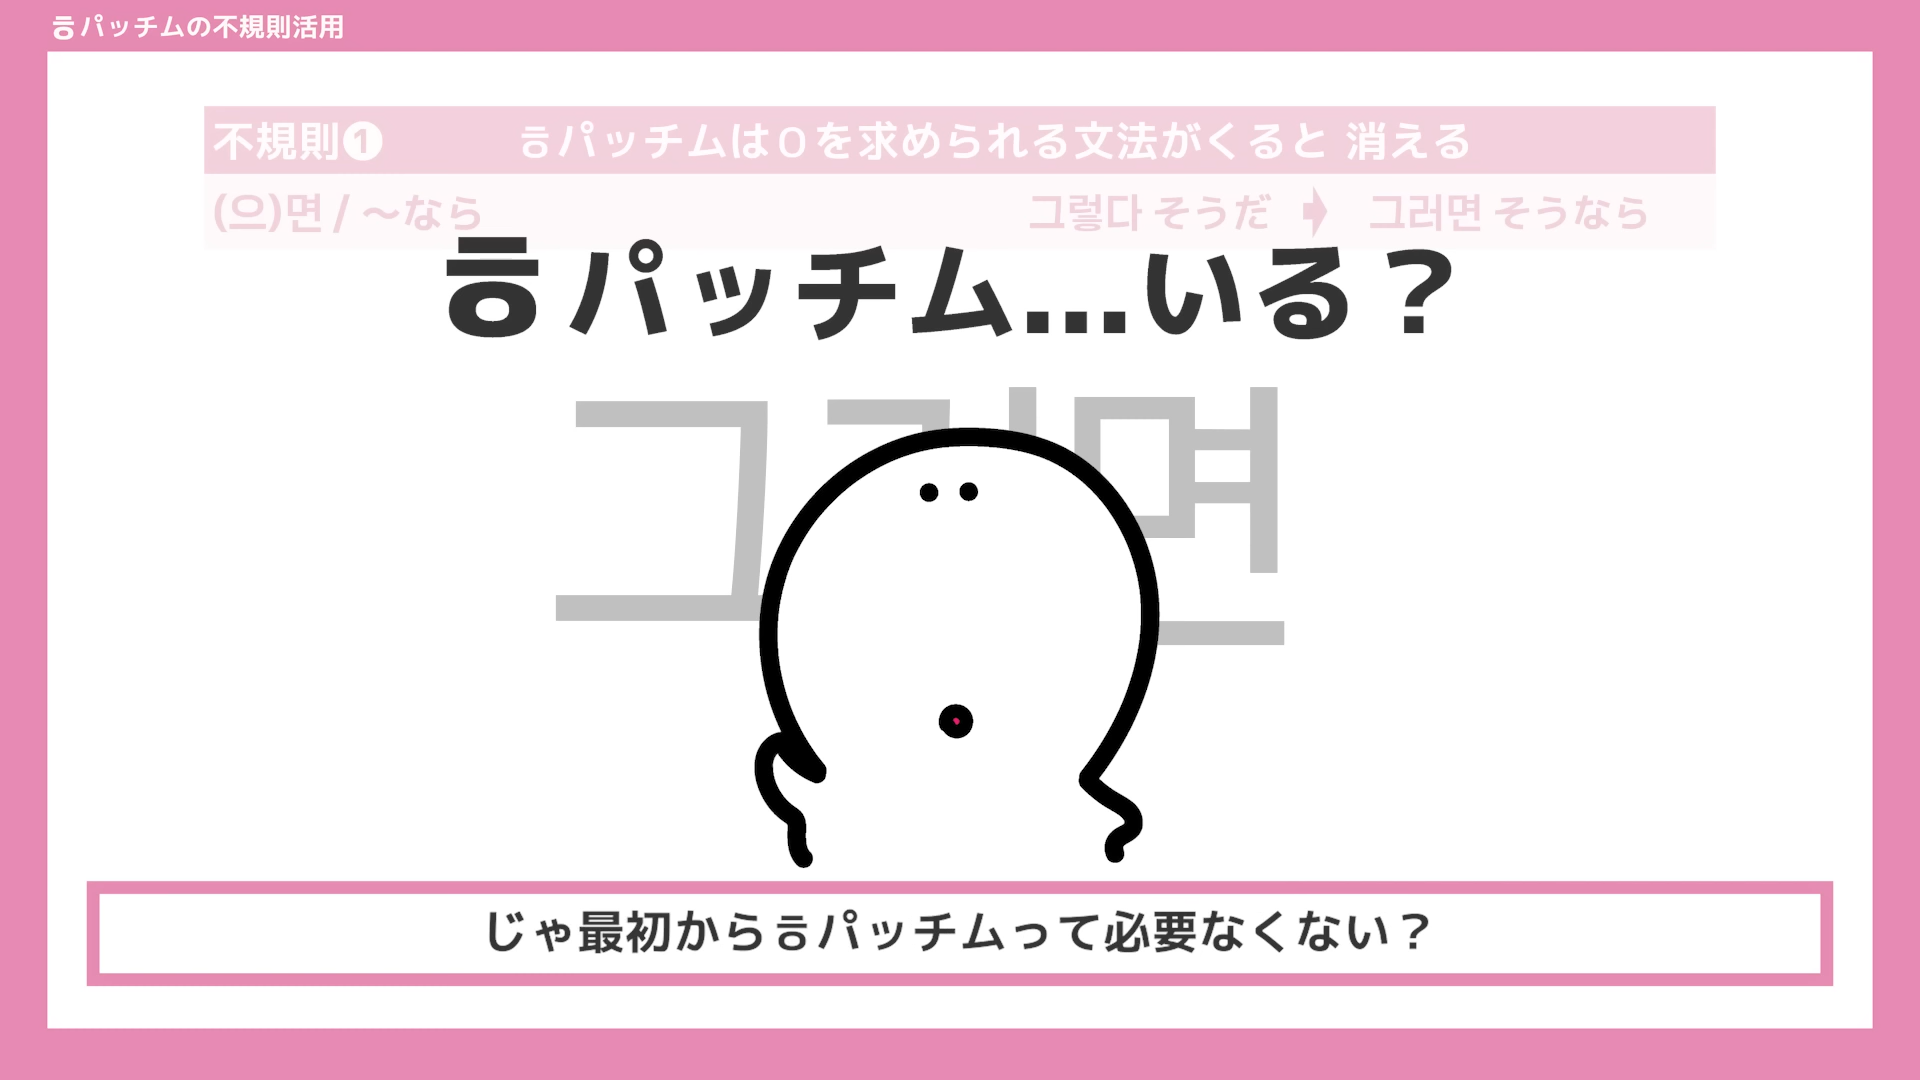 ㅎパッチムの不規則活用
不規則❶ ㅎパッチムは으を求められる文法がくると 消える
(으)면 / 〜なら 그렇다 そうだ ➧ 그러면 そうなら
ㅎパッチム...いる？
그러면
じゃ最初からㅎパッチムって必要なくない？